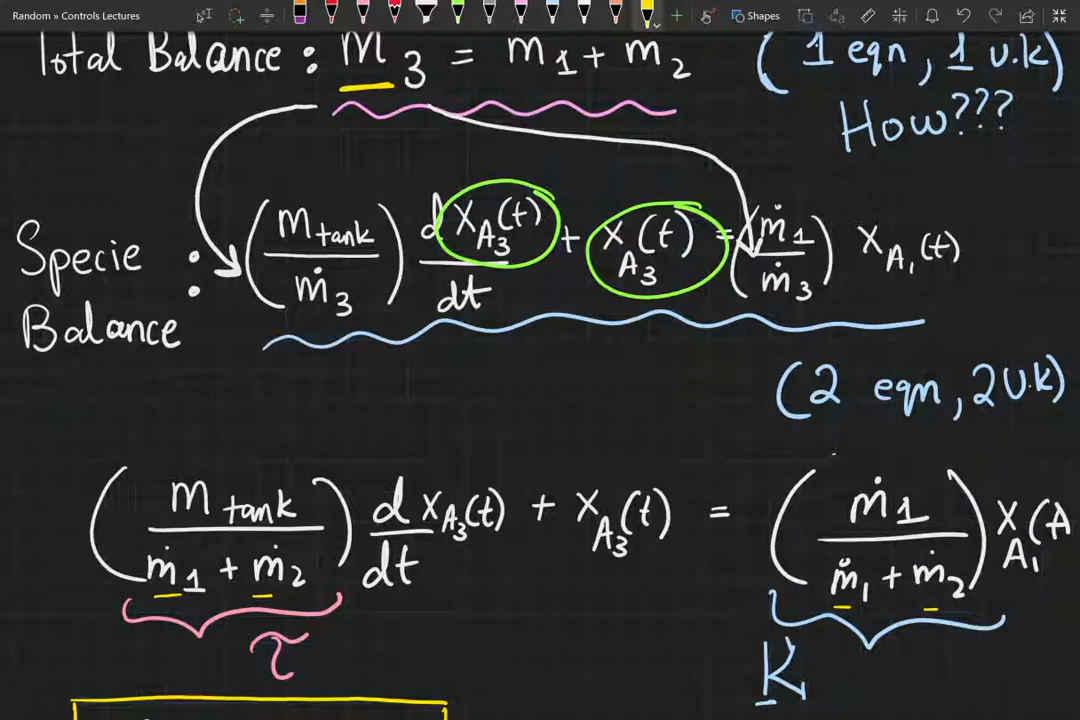 Random » Controls Lectures
Shapes
Total Balance : m3 = m1 + m2 (1 eqn, 1 U.K)
How???
Specie Balance : (mtank / ṁ3) d XA3(t) / dt + XA3(t) = (ṁ1 / ṁ3) XA1(t)
(2 eqn, 2 U.K)
(mtank / (ṁ1 + ṁ2)) d/dt XA3(t) + XA3(t) = (ṁ1 / (ṁ1 + ṁ2)) XA1(
τ
K